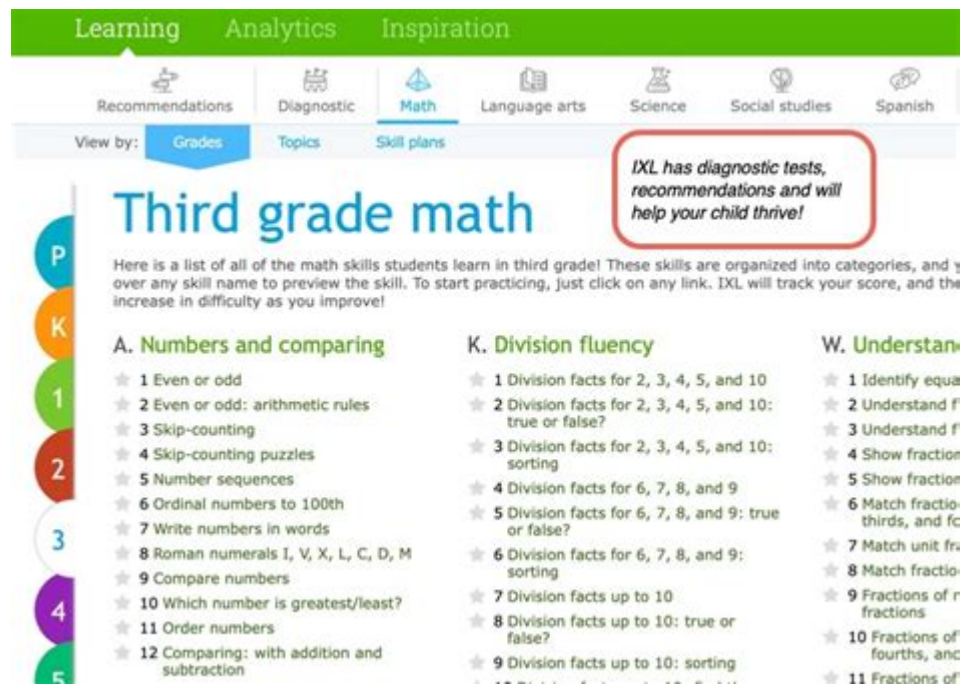 Learning Analytics Inspiration
Recommendations Diagnostic Math Language arts Science Social studies Spanish
View by: Grades Topics Skill plans
IXL has diagnostic tests,
recommendations and will
help your child thrive!
Third grade math
Here is a list of all of the math skills students learn in third grade! These skills are organized into categories, and
over any skill name to preview the skill. To start practicing, just click on any link. IXL will track your score, and the
increase in difficulty as you improve!
P
K
1
2
3
4
5
A. Numbers and comparing
1 Even or odd
2 Even or odd: arithmetic rules
3 Skip-counting
4 Skip-counting puzzles
5 Number sequences
6 Ordinal numbers to 100th
7 Write numbers in words
8 Roman numerals I, V, X, L, C, D, M
9 Compare numbers
10 Which number is greatest/least?
11 Order numbers
12 Comparing: with addition and
subtraction
K. Division fluency
1 Division facts for 2, 3, 4, 5, and 10
2 Division facts for 2, 3, 4, 5, and 10:
true or false?
3 Division facts for 2, 3, 4, 5, and 10:
sorting
4 Division facts for 6, 7, 8, and 9
5 Division facts for 6, 7, 8, and 9: true
or false?
6 Division facts for 6, 7, 8, and 9:
sorting
7 Division facts up to 10
8 Division facts up to 10: true or
false?
9 Division facts up to 10: sorting
W. Understan
1 Identify equa
2 Understand f
3 Understand f
4 Show fraction
5 Show fraction
6 Match fractio
thirds, and fo
7 Match unit fra
8 Match fractio
9 Fractions of
fractions
10 Fractions of
fourths, and
11 Fractions of